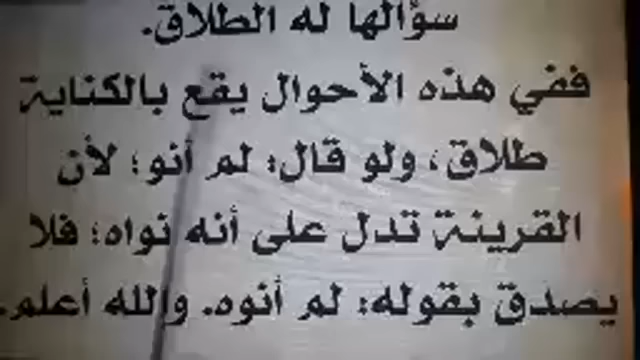 سؤالها له الطلاق.
ففي هذه الأحوال يقع بالكناية
طلاق، ولو قال: لم أنو؛ لأن
القرينة تدل على أنه نواه؛ فلا
يصدق بقوله: لم أنوه. والله أعلم.